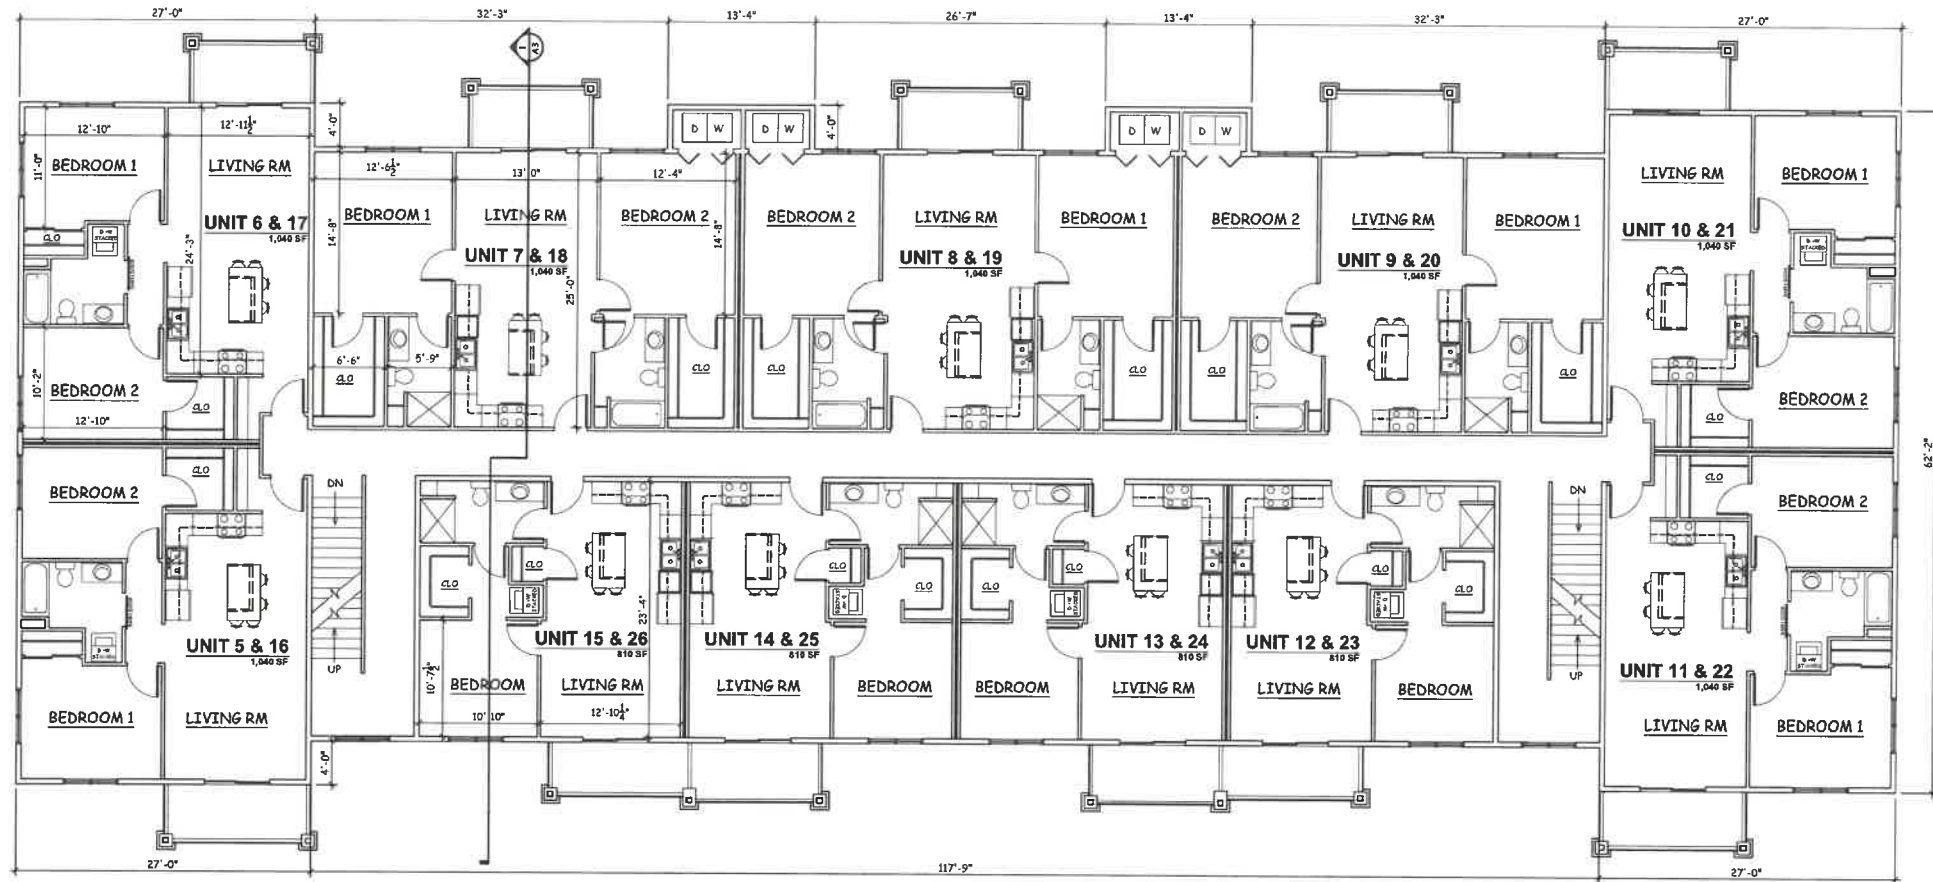 27'-0" 32'-3" 13'-4" 26'-7" 13'-4" 32'-3" 27'-0"
1
A3
4'-0"
4'-0"
D W D W D W D W
12'-10" 12'-11½"
11'-0"
BEDROOM 1 LIVING RM
12'-6½" 13'-0" 12'-4"
BEDROOM 1 LIVING RM BEDROOM 2 BEDROOM 2 LIVING RM BEDROOM 1 BEDROOM 2 LIVING RM BEDROOM 1
LIVING RM BEDROOM 1
UNIT 6 & 17
1,040 SF
UNIT 7 & 18
1,040 SF
UNIT 8 & 19
1,040 SF
UNIT 9 & 20
1,040 SF
UNIT 10 & 21
1,040 SF
CLO
D-W
STACKED
24'-3"
14'-8"
25'-0"
14'-8"
D-W
STACKED
6'-6" 5'-9"
CLO CLO CLO CLO CLO CLO
10'-2"
BEDROOM 2
12'-10"
CLO
CLO
BEDROOM 2
62'-2"
BEDROOM 2
CLO
DN
DN
CLO
BEDROOM 2
CLO CLO CLO CLO CLO CLO CLO CLO
D-W
STACKED
D-W
STACKED
D-W
STACKED
D-W
STACKED
23'-4"
UNIT 5 & 16
1,040 SF
UNIT 15 & 26
810 SF
UNIT 14 & 25
810 SF
UNIT 13 & 24
810 SF
UNIT 12 & 23
810 SF
UNIT 11 & 22
1,040 SF
D-W
STACKED
D-W
STACKED
UP
UP
10'-7½"
BEDROOM LIVING RM LIVING RM BEDROOM BEDROOM LIVING RM LIVING RM BEDROOM
10'-10" 12'-10¼"
BEDROOM 1 LIVING RM
LIVING RM BEDROOM 1
4'-0"
27'-0" 117'-9" 27'-0"